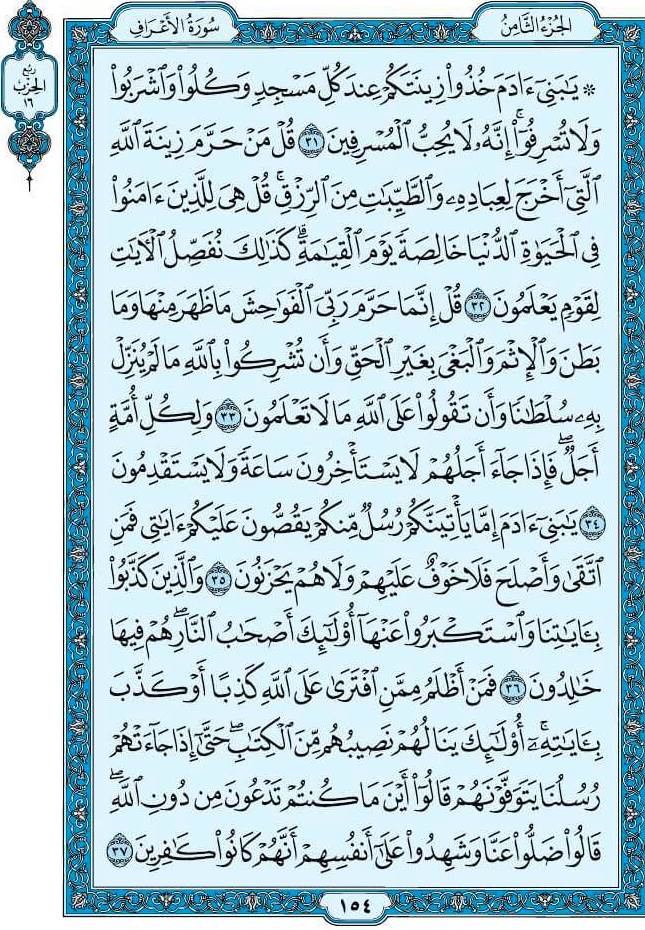 الجُزْءُ الثَّامِنُ
سُورَةُ الأَعْرَافِ
رُبع
الحِزْب
١٦
۞ يَٰبَنِيٓ ءَادَمَ خُذُواْ زِينَتَكُمۡ عِندَ كُلِّ مَسۡجِدٖ وَكُلُواْ وَٱشۡرَبُواْ
وَلَا تُسۡرِفُوٓاْۚ إِنَّهُۥ لَا يُحِبُّ ٱلۡمُسۡرِفِينَ ٣١ قُلۡ مَنۡ حَرَّمَ زِينَةَ ٱللَّهِ
ٱلَّتِيٓ أَخۡرَجَ لِعِبَادِهِۦ وَٱلطَّيِّبَٰتِ مِنَ ٱلرِّزۡقِۚ قُلۡ هِيَ لِلَّذِينَ ءَامَنُواْ
فِي ٱلۡحَيَوٰةِ ٱلدُّنۡيَا خَالِصَةٗ يَوۡمَ ٱلۡقِيَٰمَةِۗ كَذَٰلِكَ نُفَصِّلُ ٱلۡأٓيَٰتِ
لِقَوۡمٖ يَعۡلَمُونَ ٣٢ قُلۡ إِنَّمَا حَرَّمَ رَبِّيَ ٱلۡفَوَٰحِشَ مَا ظَهَرَ مِنۡهَا وَمَا
بَطَنَ وَٱلۡإِثۡمَ وَٱلۡبَغۡيَ بِغَيۡرِ ٱلۡحَقِّ وَأَن تُشۡرِكُواْ بِٱللَّهِ مَا لَمۡ يُنَزِّلۡ
بِهِۦ سُلۡطَٰنٗا وَأَن تَقُولُواْ عَلَى ٱللَّهِ مَا لَا تَعۡلَمُونَ ٣٣ وَلِكُلِّ أُمَّةٍ
أَجَلٞۖ فَإِذَا جَآءَ أَجَلُهُمۡ لَا يَسۡتَأۡخِرُونَ سَاعَةٗ وَلَا يَسۡتَقۡدِمُونَ
٣٤ يَٰبَنِيٓ ءَادَمَ إِمَّا يَأۡتِيَنَّكُمۡ رُسُلٞ مِّنكُمۡ يَقُصُّونَ عَلَيۡكُمۡ ءَايَٰتِي فَمَنِ
ٱتَّقَىٰ وَأَصۡلَحَ فَلَا خَوۡفٌ عَلَيۡهِمۡ وَلَا هُمۡ يَحۡزَنُونَ ٣٥ وَٱلَّذِينَ كَذَّبُواْ
بِـَٔايَٰتِنَا وَٱسۡتَكۡبَرُواْ عَنۡهَآ أُوْلَٰٓئِكَ أَصۡحَٰبُ ٱلنَّارِۖ هُمۡ فِيهَا
خَٰلِدُونَ ٣٦ فَمَنۡ أَظۡلَمُ مِمَّنِ ٱفۡتَرَىٰ عَلَى ٱللَّهِ كَذِبًا أَوۡ كَذَّبَ
بِـَٔايَٰتِهِۦٓۚ أُوْلَٰٓئِكَ يَنَالُهُمۡ نَصِيبُهُم مِّنَ ٱلۡكِتَٰبِۖ حَتَّىٰٓ إِذَا جَآءَتۡهُمۡ
رُسُلُنَا يَتَوَفَّوۡنَهُمۡ قَالُوٓاْ أَيۡنَ مَا كُنتُمۡ تَدۡعُونَ مِن دُونِ ٱللَّهِۖ
قَالُواْ ضَلُّواْ عَنَّا وَشَهِدُواْ عَلَىٰٓ أَنفُسِهِمۡ أَنَّهُمۡ كَانُواْ كَٰفِرِينَ ٣٧
١٥٤